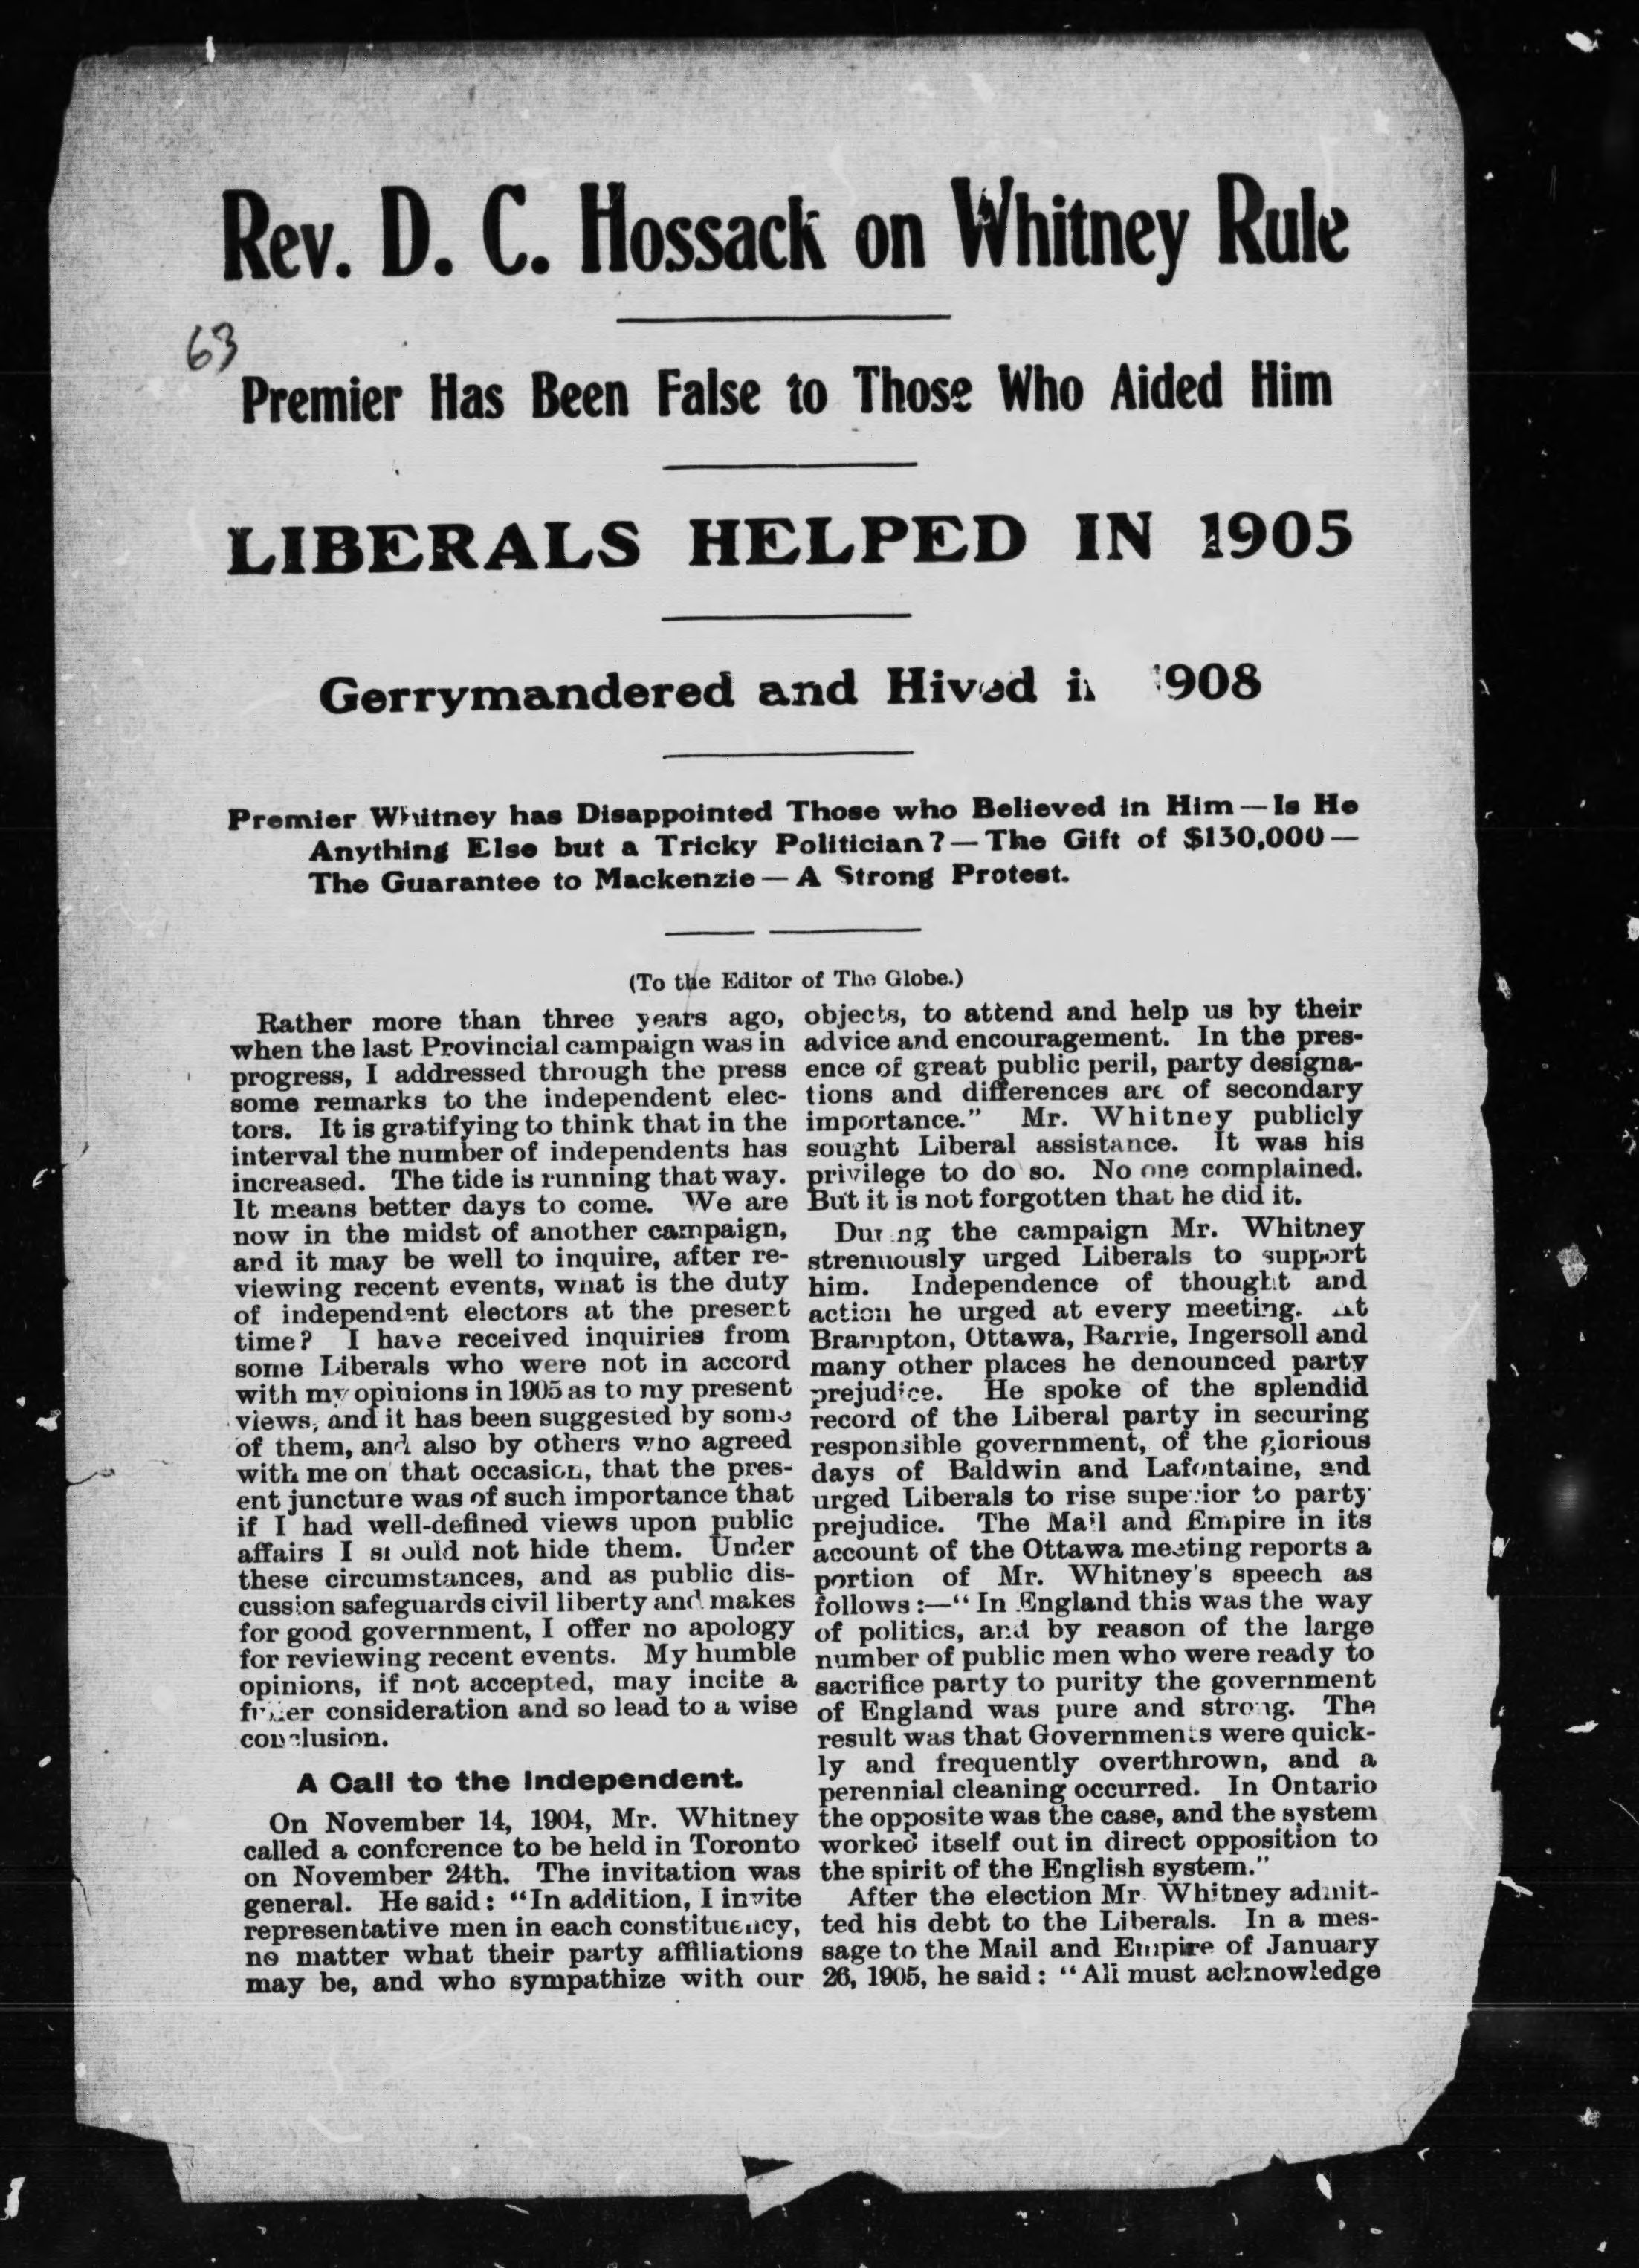 Rev. D. C. Hossack on Whitney Rule
63
Premier Has Been False to Those Who Aided Him
LIBERALS HELPED IN 1905
Gerrymandered and Hived in 1908
Premier Whitney has Disappointed Those who Believed in Him — Is He
Anything Else but a Tricky Politician? — The Gift of $130,000 —
The Guarantee to Mackenzie — A Strong Protest.
(To the Editor of The Globe.)
Rather more than three years ago,
when the last Provincial campaign was in
progress, I addressed through the press
some remarks to the independent elec-
tors. It is gratifying to think that in the
interval the number of independents has
increased. The tide is running that way.
It means better days to come. We are
now in the midst of another campaign,
and it may be well to inquire, after re-
viewing recent events, what is the duty
of independent electors at the present
time? I have received inquiries from
some Liberals who were not in accord
with my opinions in 1905 as to my present
views, and it has been suggested by some
of them, and also by others who agreed
with me on that occasion, that the pres-
ent juncture was of such importance that
if I had well-defined views upon public
affairs I should not hide them. Under
these circumstances, and as public dis-
cussion safeguards civil liberty and makes
for good government, I offer no apology
for reviewing recent events. My humble
opinions, if not accepted, may incite a
fuller consideration and so lead to a wise
conclusion.
A Call to the Independent.
On November 14, 1904, Mr. Whitney
called a conference to be held in Toronto
on November 24th. The invitation was
general. He said: "In addition, I invite
representative men in each constituency,
no matter what their party affiliations
may be, and who sympathize with our
objects, to attend and help us by their
advice and encouragement. In the pres-
ence of great public peril, party designa-
tions and differences are of secondary
importance." Mr. Whitney publicly
sought Liberal assistance. It was his
privilege to do so. No one complained.
But it is not forgotten that he did it.
During the campaign Mr. Whitney
strenuously urged Liberals to support
him. Independence of thought and
action he urged at every meeting. At
Brampton, Ottawa, Barrie, Ingersoll and
many other places he denounced party
prejudice. He spoke of the splendid
record of the Liberal party in securing
responsible government, of the glorious
days of Baldwin and Lafontaine, and
urged Liberals to rise superior to party
prejudice. The Mail and Empire in its
account of the Ottawa meeting reports a
portion of Mr. Whitney's speech as
follows :—" In England this was the way
of politics, and by reason of the large
number of public men who were ready to
sacrifice party to purity the government
of England was pure and strong. The
result was that Governments were quick-
ly and frequently overthrown, and a
perennial cleaning occurred. In Ontario
the opposite was the case, and the system
worked itself out in direct opposition to
the spirit of the English system."
After the election Mr. Whitney admit-
ted his debt to the Liberals. In a mes-
sage to the Mail and Empire of January
26, 1905, he said : "All must acknowledge